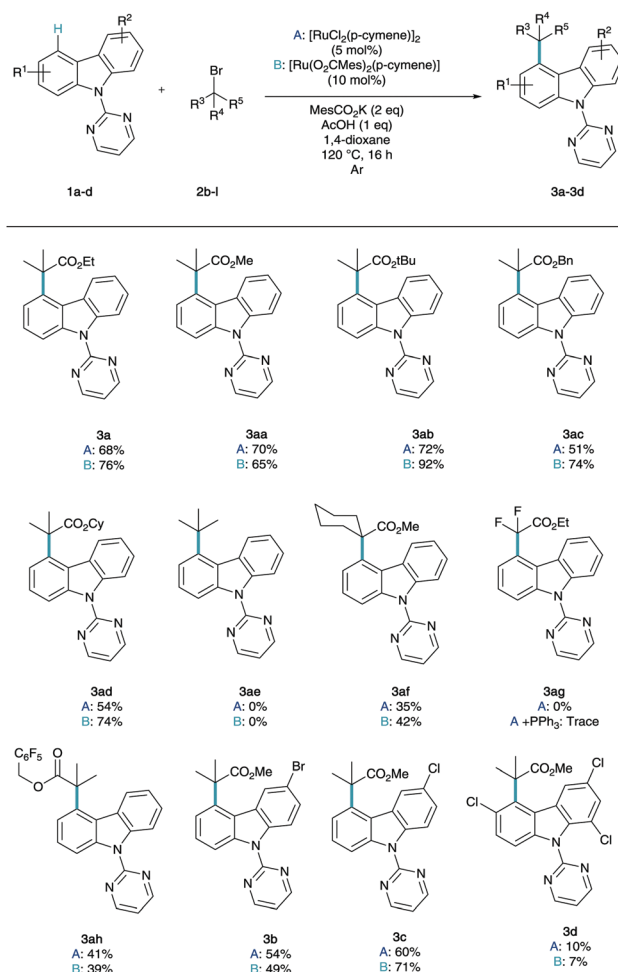 H
R1
R2
N
N
N
+
Br
R3
R5
R4
A: [RuCl2(p-cymene)]2
(5 mol%)
B: [Ru(O2CMes)2(p-cymene)]
(10 mol%)
MesCO2K (2 eq)
AcOH (1 eq)
1,4-dioxane
120 °C, 16 h
Ar
R4
R3
R5
R2
R1
N
N
N
1a-d
2b-l
3a-3d
CO2Et
N
N
N
3a
A: 68%
B: 76%
CO2Me
N
N
N
3aa
A: 70%
B: 65%
CO2tBu
N
N
N
3ab
A: 72%
B: 92%
CO2Bn
N
N
N
3ac
A: 51%
B: 74%
CO2Cy
N
N
N
3ad
A: 54%
B: 74%
N
N
N
3ae
A: 0%
B: 0%
CO2Me
N
N
N
3af
A: 35%
B: 42%
F
F
CO2Et
N
N
N
3ag
A: 0%
A +PPh3: Trace
C6F5
O
O
N
N
N
3ah
A: 41%
B: 39%
CO2Me
Br
N
N
N
3b
A: 54%
B: 49%
CO2Me
Cl
N
N
N
3c
A: 60%
B: 71%
CO2Me
Cl
Cl
Cl
N
N
N
3d
A: 10%
B: 7%